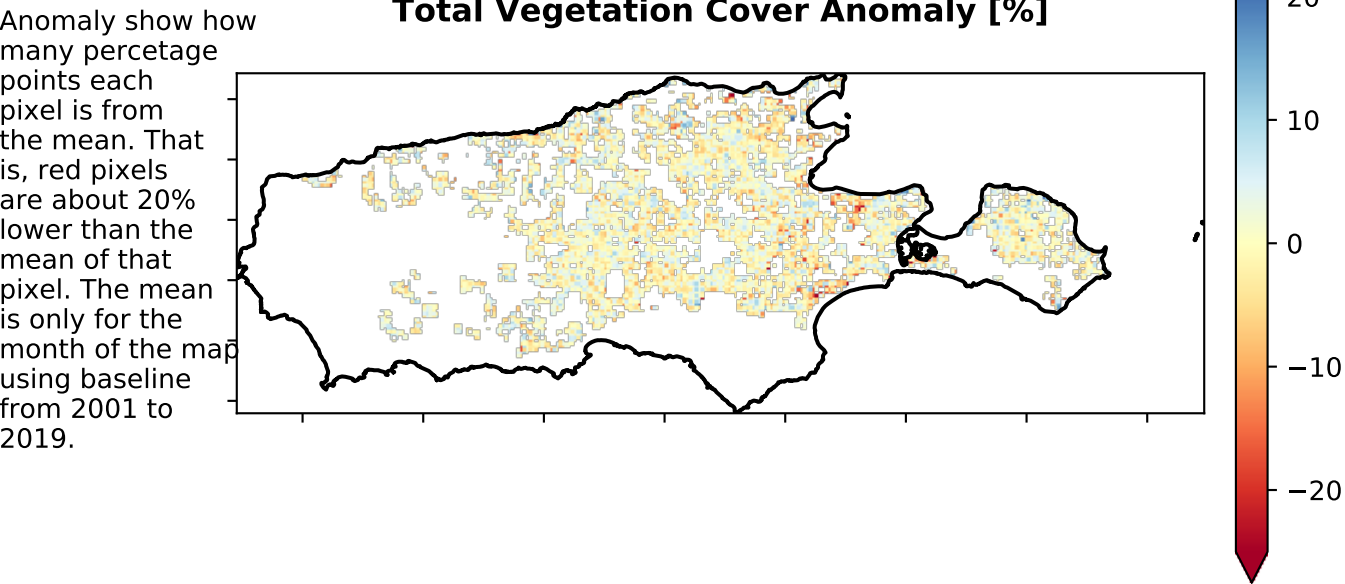 Total Vegetation Cover Anomaly [%]
Anomaly show how
many percetage
points each
pixel is from
the mean. That
is, red pixels
are about 20%
lower than the
mean of that
pixel. The mean
is only for the
month of the map
using baseline
from 2001 to
2019.
20
10
0
−10
−20